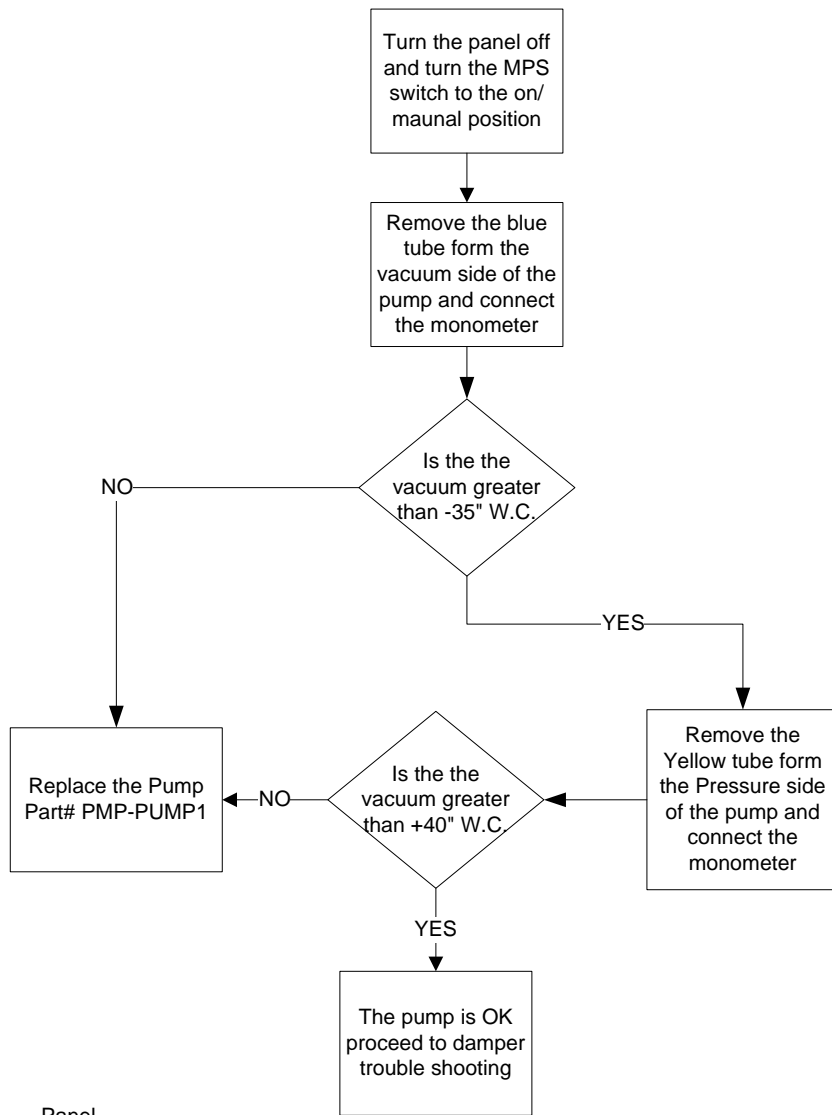 Turn the panel off
and turn the MPS
switch to the on/
maunal position
Remove the blue
tube form the
vacuum side of the
pump and connect
the monometer
Is the the
vacuum greater
than -35" W.C.
NO
YES
Remove the
Yellow tube form
the Pressure side
of the pump and
connect the
monometer
Is the the
vacuum greater
than +40" W.C.
NO
Replace the Pump
Part# PMP-PUMP1
YES
The pump is OK
proceed to damper
trouble shooting
Panel